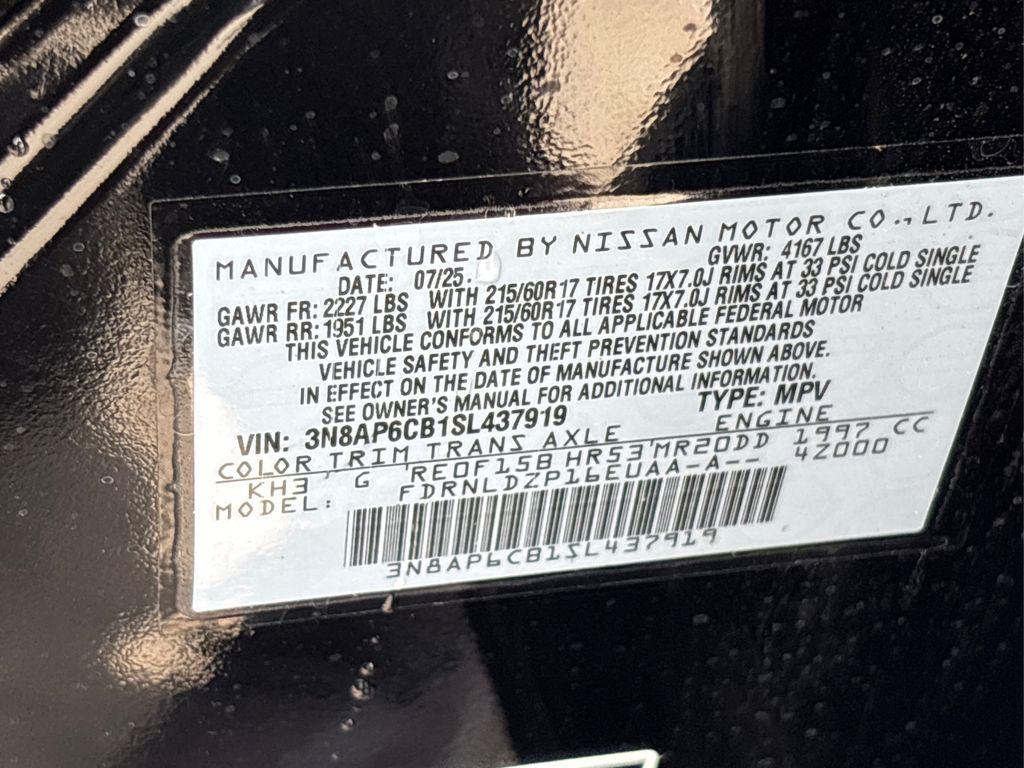 MANUFACTURED BY NISSAN MOTOR CO., LTD.
DATE: 07/25 GVWR: 4167 LBS
GAWR FR: 2227 LBS WITH 215/60R17 TIRES 17X7.0J RIMS AT 33 PSI COLD SINGLE
GAWR RR: 1951 LBS WITH 215/60R17 TIRES 17X7.0J RIMS AT 33 PSI COLD SINGLE
THIS VEHICLE CONFORMS TO ALL APPLICABLE FEDERAL MOTOR
VEHICLE SAFETY AND THEFT PREVENTION STANDARDS
IN EFFECT ON THE DATE OF MANUFACTURE SHOWN ABOVE.
SEE OWNER'S MANUAL FOR ADDITIONAL INFORMATION.
VIN: 3N8AP6CB1SL437919 TYPE: MPV
COLOR TRIM TRANS AXLE ENGINE
KH3 G RE0F15B HR53 MR20DD 1997 CC
MODEL: FDRNLDZP16EUAA-A-- 42000
3N8AP6CB1SL437919